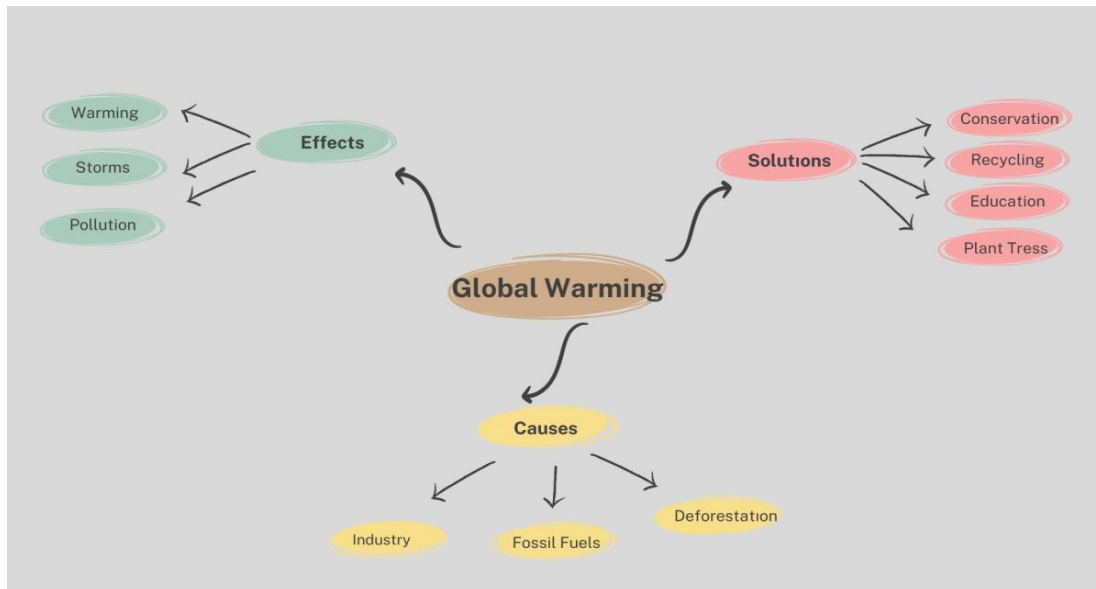 Warming
Storms
Pollution
Effects
Solutions
Conservation
Recycling
Education
Plant Tress
Global Warming
Causes
Industry
Fossil Fuels
Deforestation